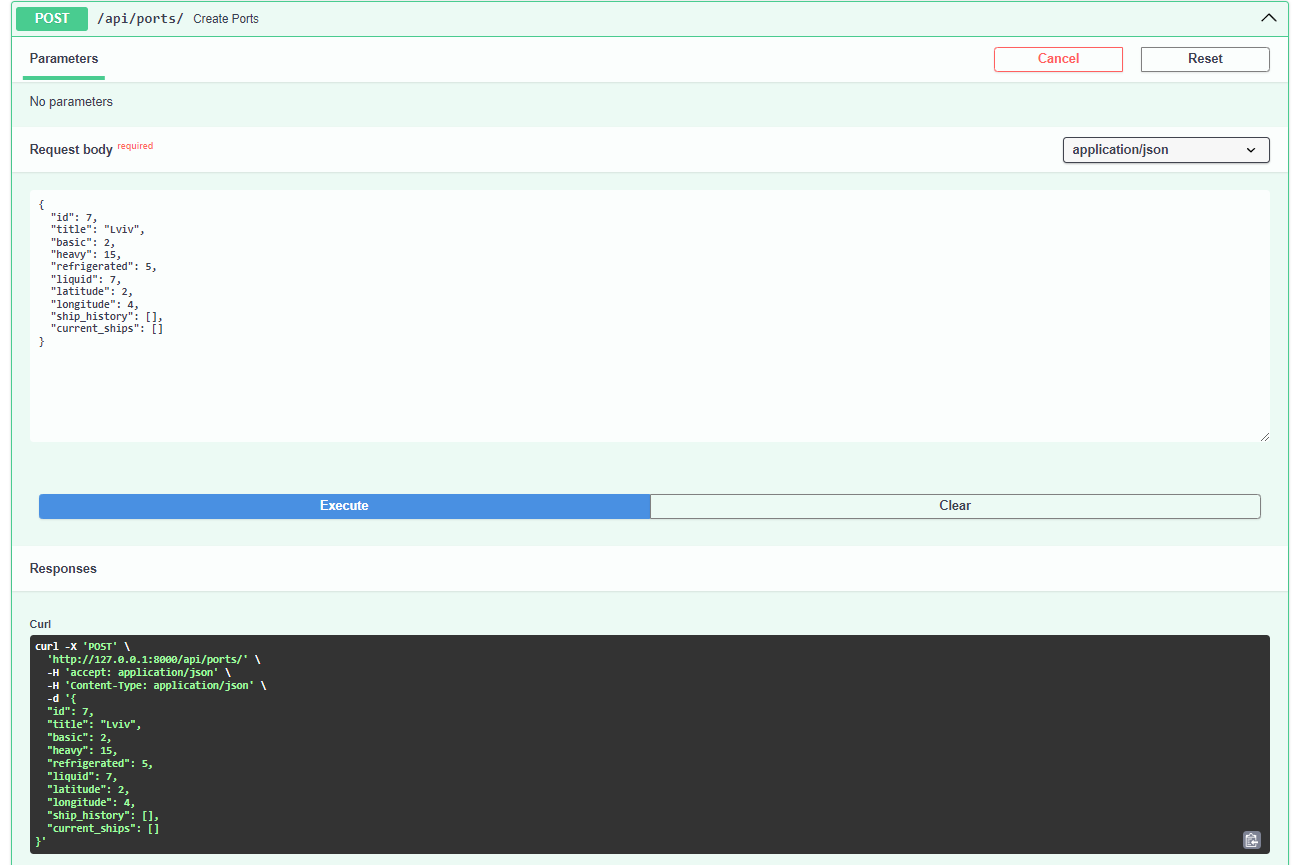 POST /api/ports/ Create Ports
Parameters
Cancel
Reset
No parameters
Request body required
application/json
{
  "id": 7,
  "title": "Lviv",
  "basic": 2,
  "heavy": 15,
  "refrigerated": 5,
  "liquid": 7,
  "latitude": 2,
  "longitude": 4,
  "ship_history": [],
  "current_ships": []
}
Execute
Clear
Responses
Curl
curl -X 'POST' \
  'http://127.0.0.1:8000/api/ports/' \
  -H 'accept: application/json' \
  -H 'Content-Type: application/json' \
  -d '{
  "id": 7,
  "title": "Lviv",
  "basic": 2,
  "heavy": 15,
  "refrigerated": 5,
  "liquid": 7,
  "latitude": 2,
  "longitude": 4,
  "ship_history": [],
  "current_ships": []
}'